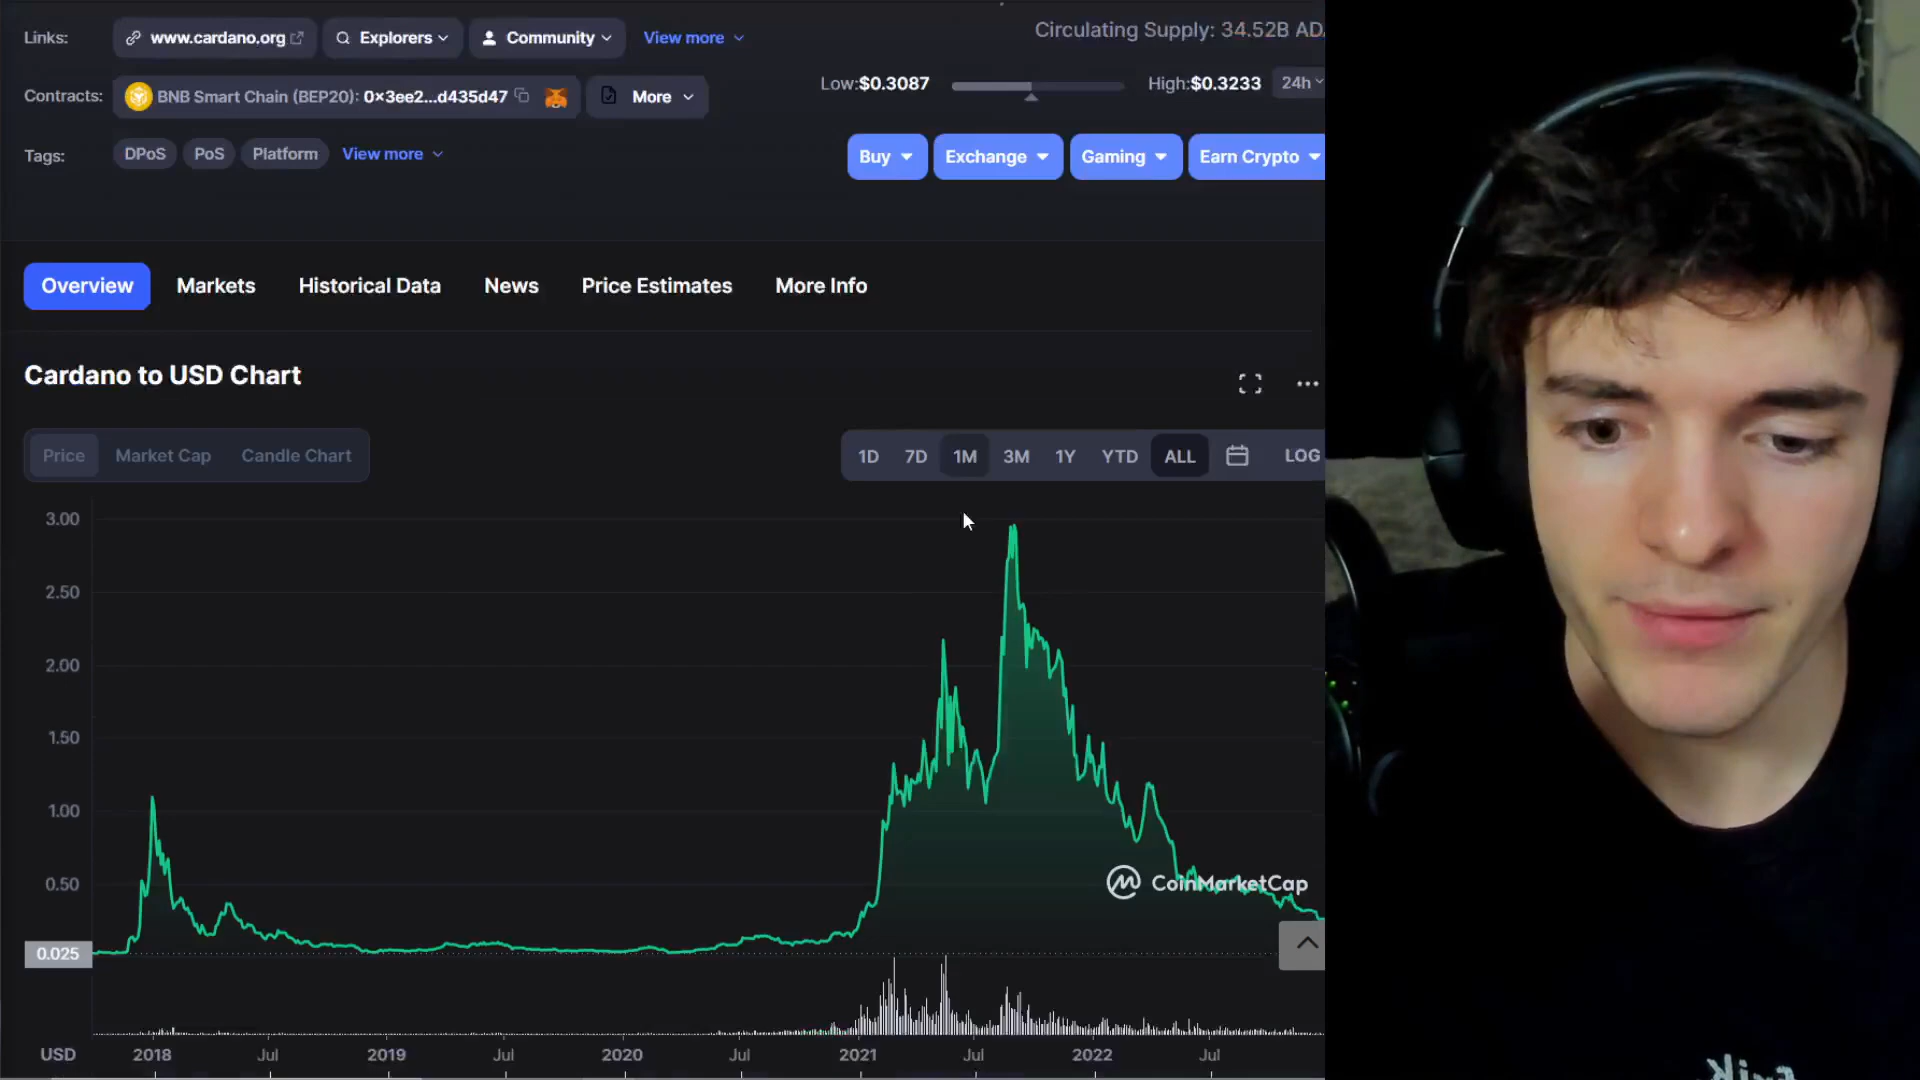 Links: www.cardano.org Explorers Community View more
Circulating Supply: 34.52B AD
Contracts: BNB Smart Chain (BEP20): 0x3ee2...d435d47 More
Low:$0.3087 High:$0.3233 24h
Tags: DPoS PoS Platform View more
Buy Exchange Gaming Earn Crypto
Overview Markets Historical Data News Price Estimates More Info
Cardano to USD Chart
Price Market Cap Candle Chart
1D 7D 1M 3M 1Y YTD ALL LOG
3.00
2.50
2.00
1.50
1.00
0.50
CoinMarketCap
0.025
USD 2018 Jul 2019 Jul 2020 Jul 2021 Jul 2022 Jul